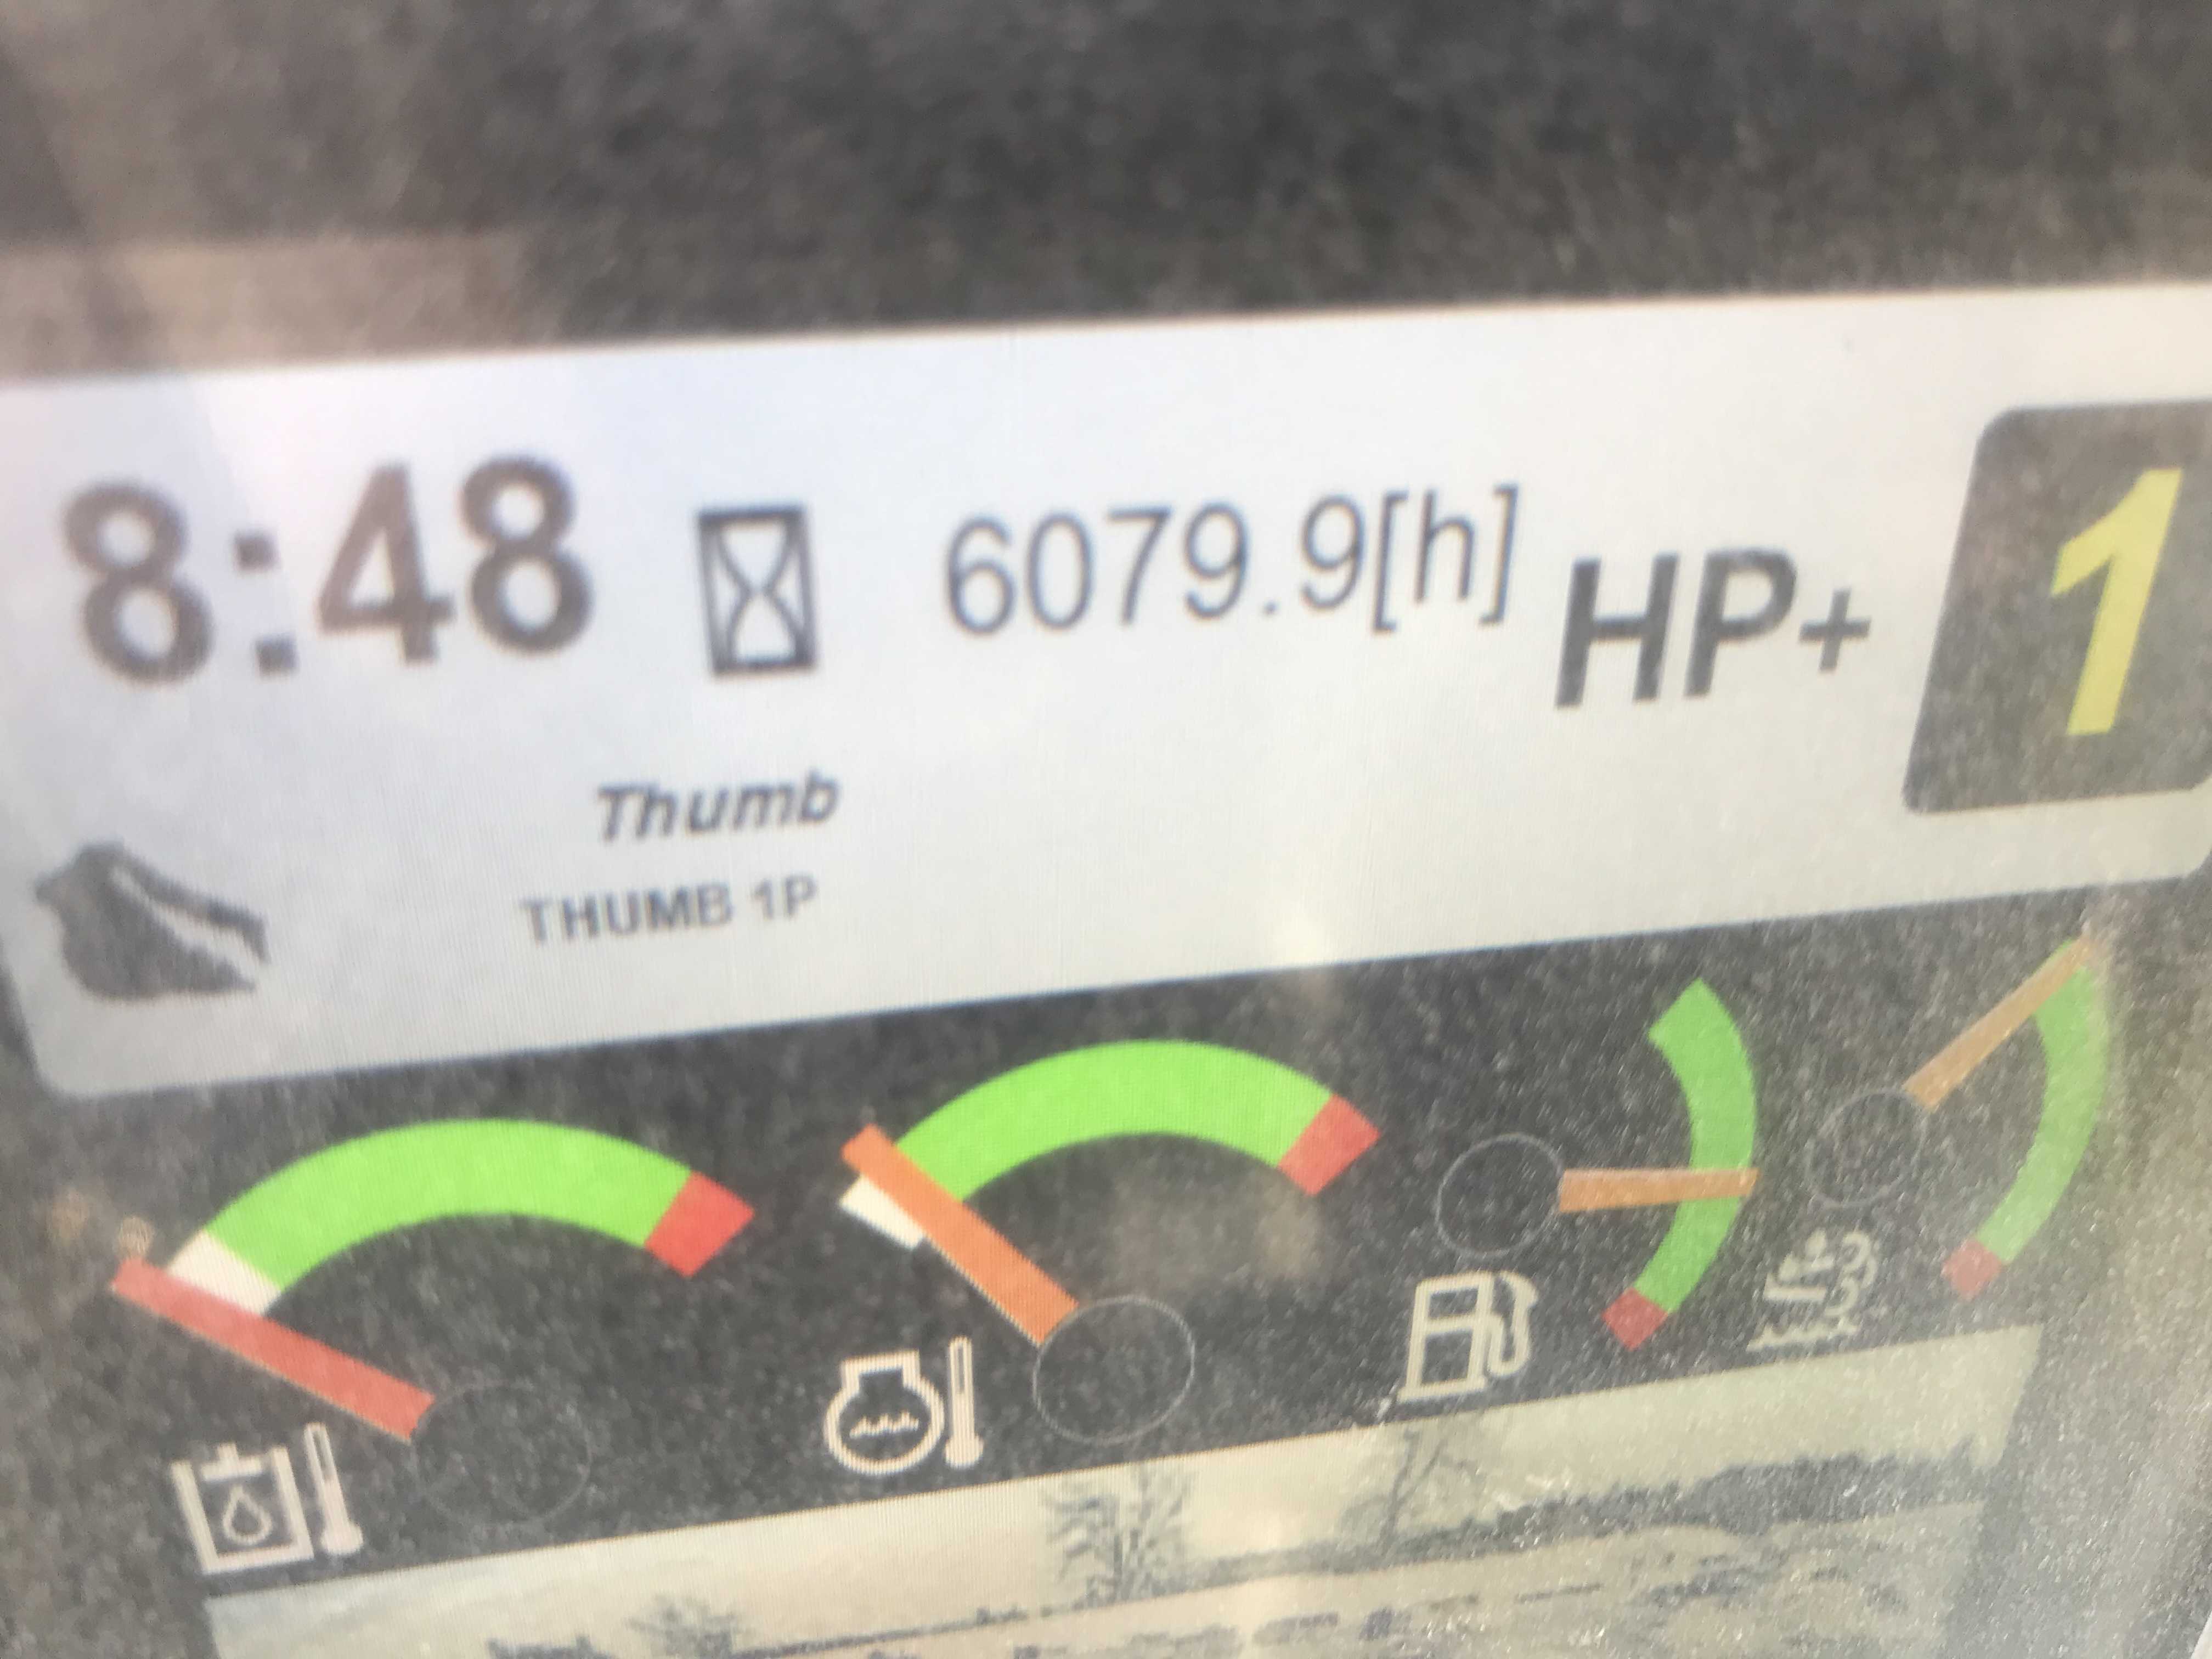 8:48 6079.9[h] HP+ 1
Thumb
THUMB 1P